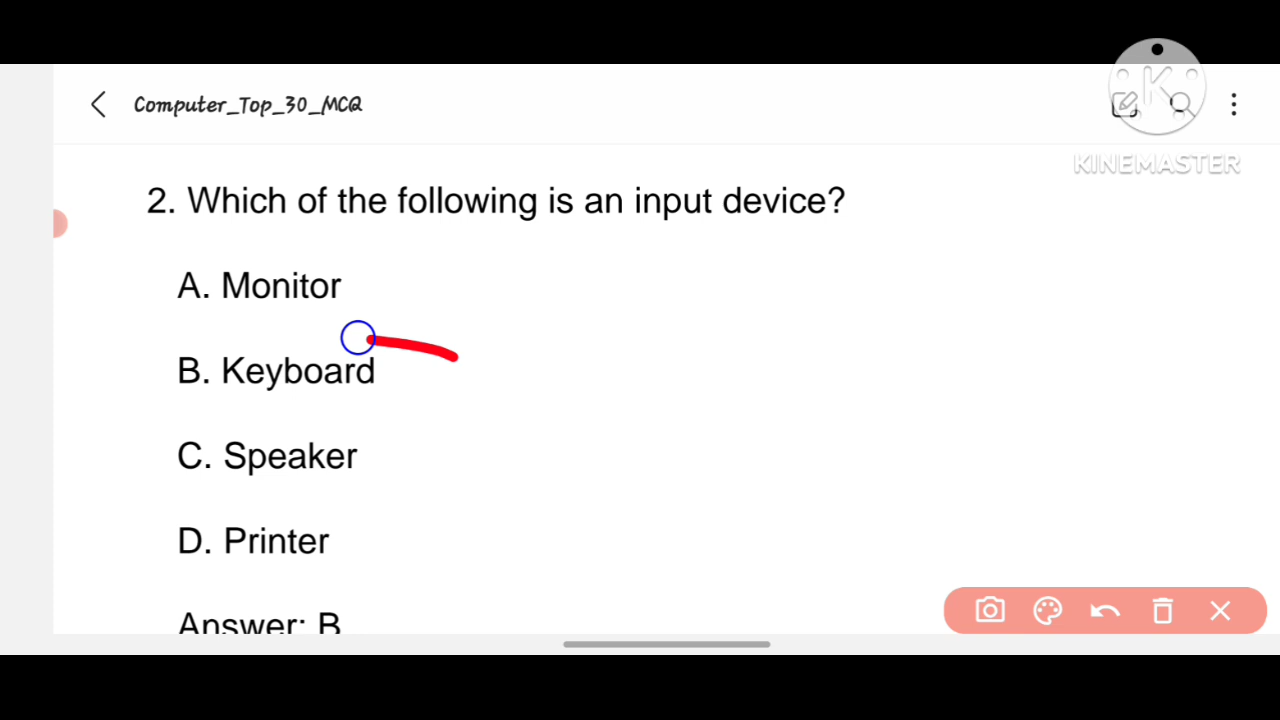 Computer_Top_30_MCQ
KINEMASTER
2. Which of the following is an input device?
A. Monitor
B. Keyboard
C. Speaker
D. Printer
Answer: B